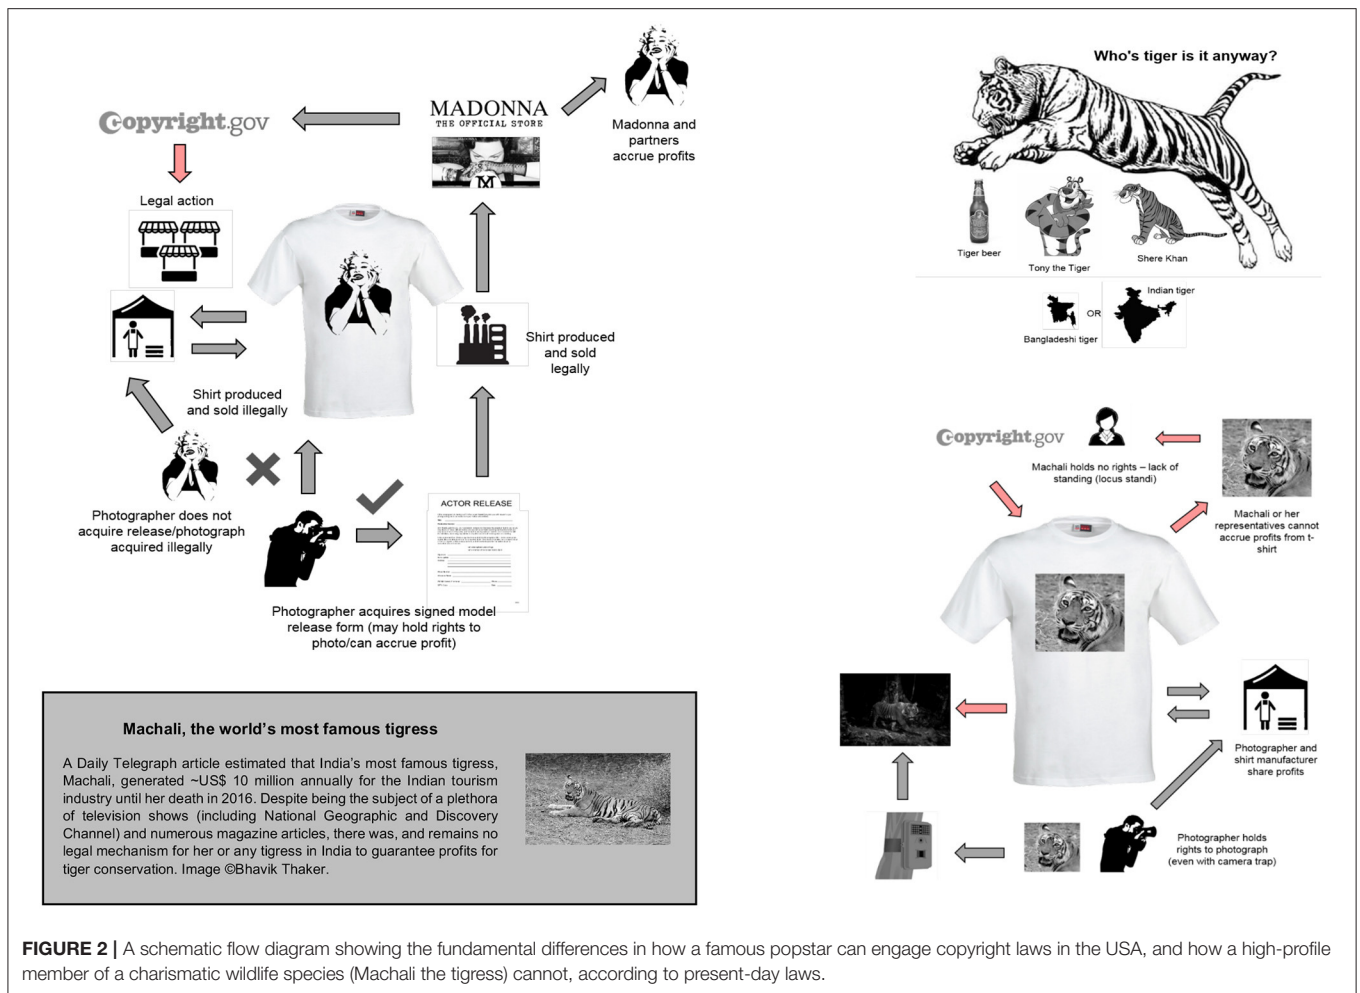 Copyright.gov
MADONNA
THE OFFICIAL STORE
Madonna and
partners
accrue profits
Legal action
Shirt produced
and sold
legally
Shirt produced
and sold illegally
Photographer does not
acquire release/photograph
acquired illegally
ACTOR RELEASE
Photographer acquires signed model
release form (may hold rights to
photo/can accrue profit)
Who's tiger is it anyway?
Tiger beer
Tony the Tiger
Shere Khan
Indian tiger
OR
Bangladeshi tiger
Copyright.gov
Machali holds no rights – lack of
standing (locus standi)
Machali or her
representatives cannot
accrue profits from t-
shirt
Photographer and
shirt manufacturer
share profits
Photographer holds
rights to photograph
(even with camera trap)
Machali, the world's most famous tigress
A Daily Telegraph article estimated that India's most famous tigress,
Machali, generated ~US$ 10 million annually for the Indian tourism
industry until her death in 2016. Despite being the subject of a plethora
of television shows (including National Geographic and Discovery
Channel) and numerous magazine articles, there was, and remains no
legal mechanism for her or any tigress in India to guarantee profits for
tiger conservation. Image ©Bhavik Thaker.
FIGURE 2 | A schematic flow diagram showing the fundamental differences in how a famous popstar can engage copyright laws in the USA, and how a high-profile
member of a charismatic wildlife species (Machali the tigress) cannot, according to present-day laws.